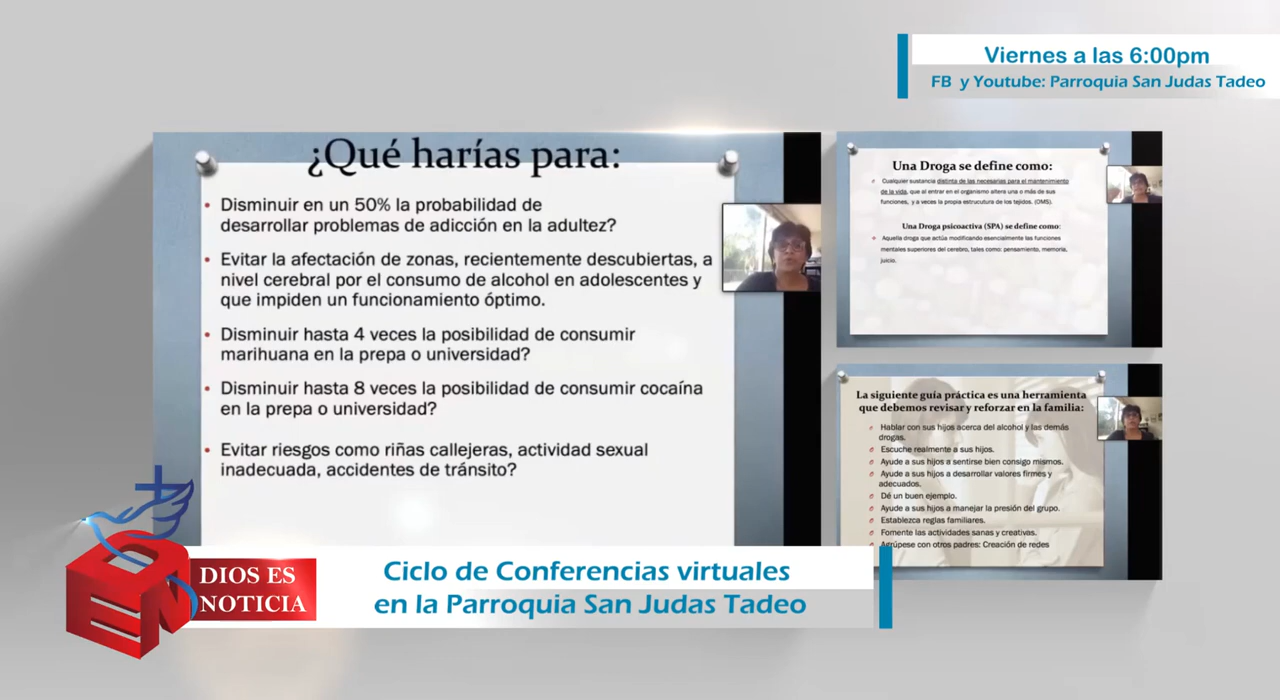 Viernes a las 6:00pm
FB y Youtube: Parroquia San Judas Tadeo
¿Qué harías para:
• Disminuir en un 50% la probabilidad de
desarrollar problemas de adicción en la adultez?
• Evitar la afectación de zonas, recientemente descubiertas, a
nivel cerebral por el consumo de alcohol en adolescentes y
que impiden un funcionamiento óptimo.
• Disminuir hasta 4 veces la posibilidad de consumir
marihuana en la prepa o universidad?
• Disminuir hasta 8 veces la posibilidad de consumir cocaína
en la prepa o universidad?
• Evitar riesgos como riñas callejeras, actividad sexual
inadecuada, accidentes de tránsito?
Una Droga se define como:
Cualquier sustancia distinta de las necesarias para el mantenimiento
de la vida, que al entrar en el organismo altera una o más de sus
funciones, y a veces la propia estrucutura de los tejidos. (OMS).
Una Droga psicoactiva (SPA) se define como:
Aquella droga que actúa modificando esencialmente las funciones
mentales superiores del cerebro, tales como: pensamiento, memoria,
juicio.
La siguiente guía práctica es una herramienta
que debemos revisar y reforzar en la familia:
Hablar con sus hijos acerca del alcohol y las demás
drogas.
Escuche realmente a sus hijos.
Ayude a sus hijos a sentirse bien consigo mismos.
Ayude a sus hijos a desarrollar valores firmes y
adecuados.
Dé un buen ejemplo.
Ayude a sus hijos a manejar la presión del grupo.
Establezca reglas familiares.
Fomente las actividades sanas y creativas.
Agrúpese con otros padres: Creación de redes
DEN
DIOS ES
NOTICIA
Ciclo de Conferencias virtuales
en la Parroquia San Judas Tadeo